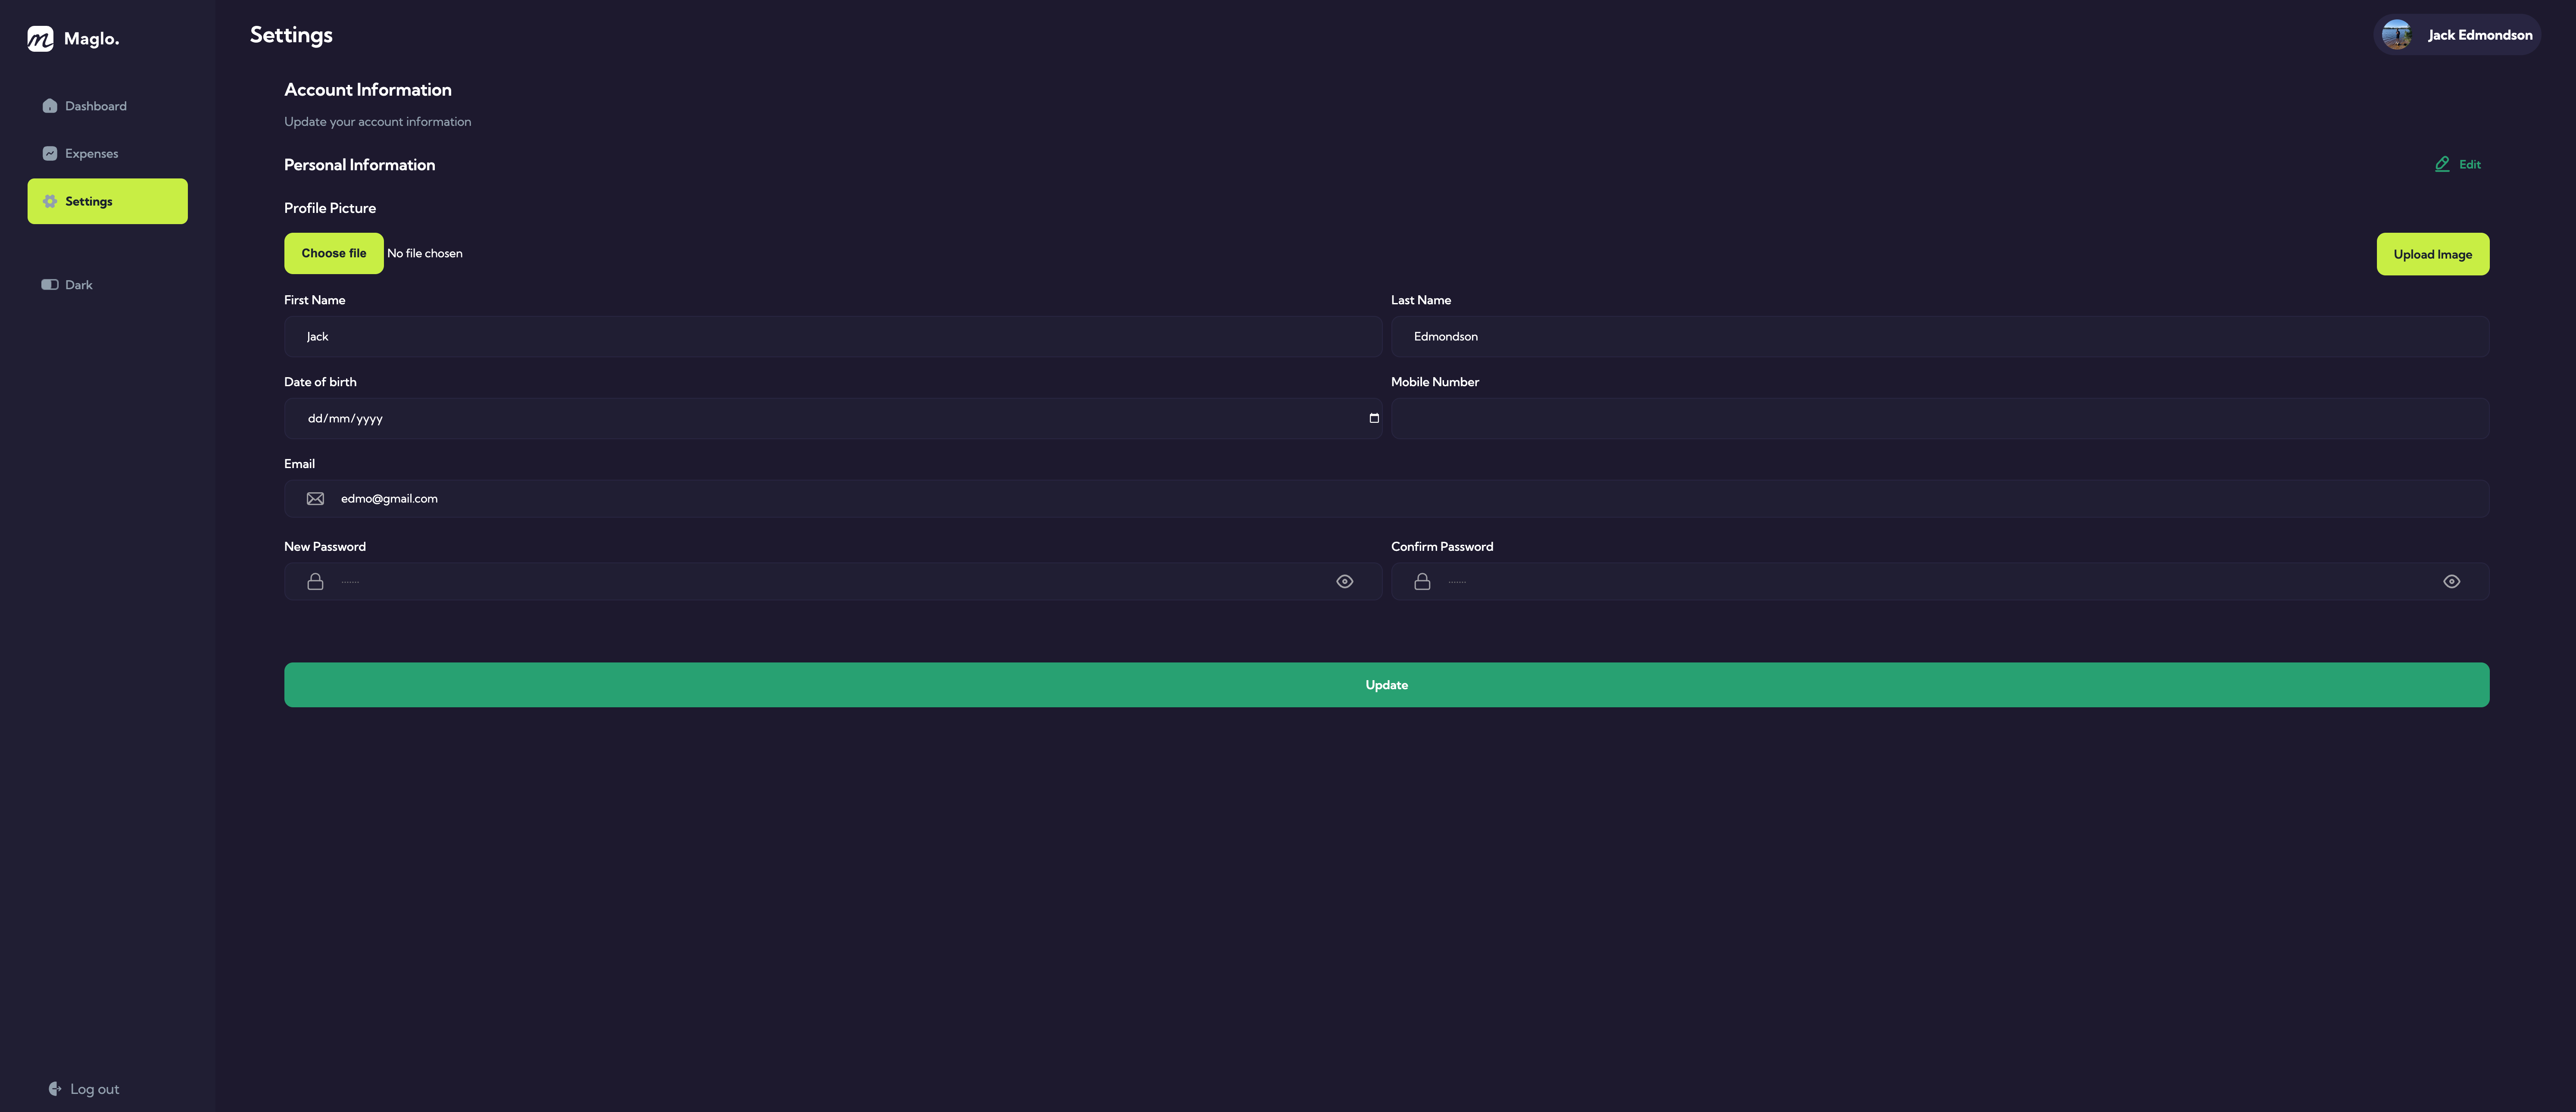 Maglo.
Dashboard
Expenses
Settings
Dark
Log out
Settings
Jack Edmondson
Account Information
Update your account information
Personal Information
Edit
Profile Picture
Choose file No file chosen
Upload Image
First Name
Last Name
Jack
Edmondson
Date of birth
Mobile Number
dd/mm/yyyy
Email
edmo@gmail.com
New Password
Confirm Password
.......
.......
Update